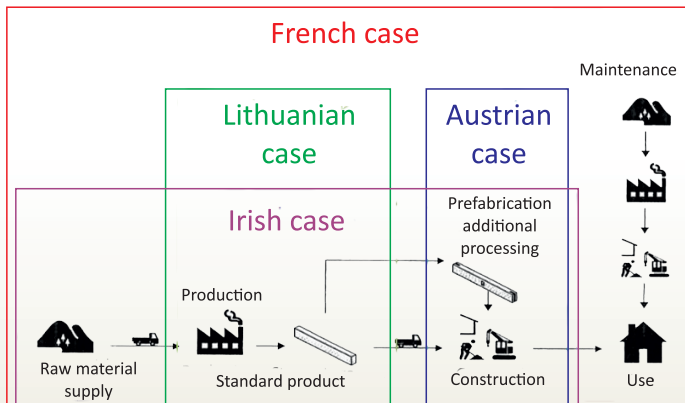 French case
Maintenance
Lithuanian
case
Austrian
case
Irish case
Prefabrication
additional
processing
Production
Raw material
supply
Standard product
Construction
Use